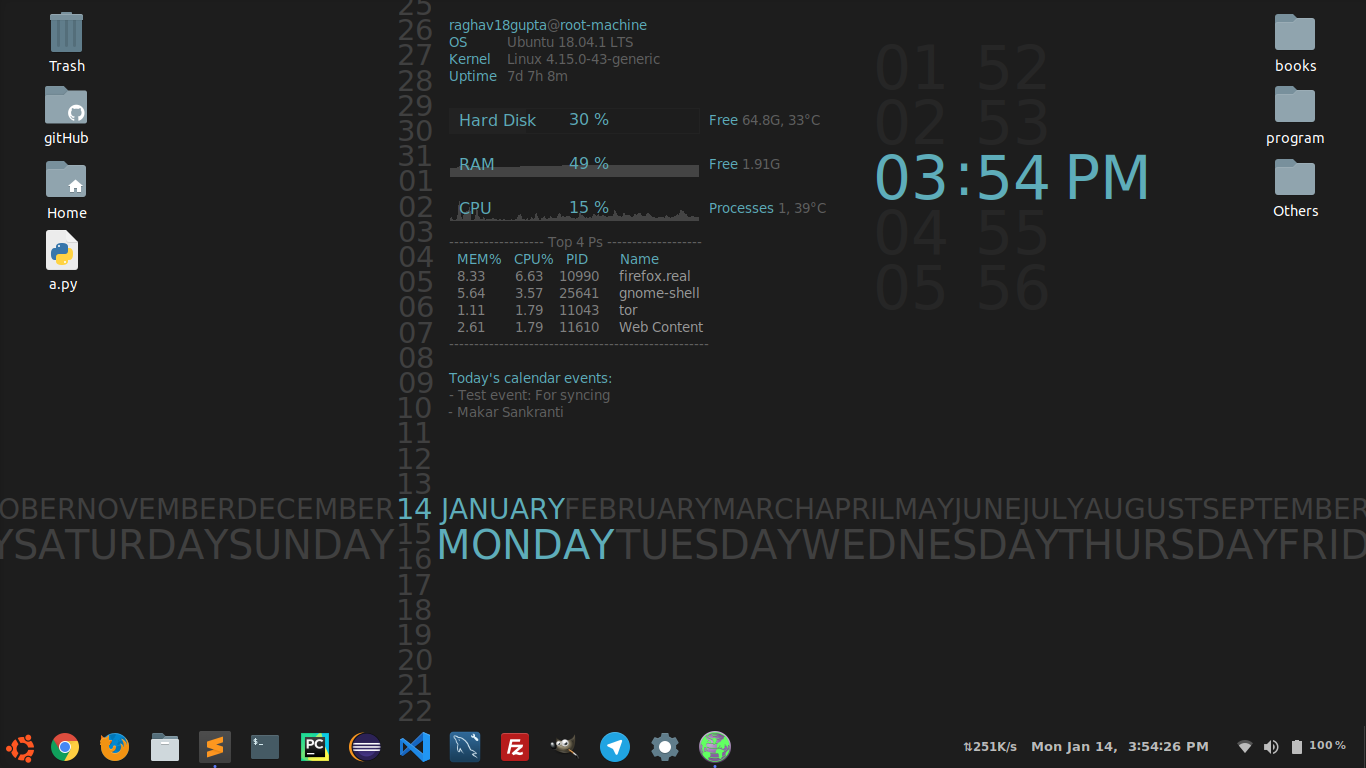 Trash
gitHub
Home
a.py
25
26
27
28
29
30
31
01
02
03
04
05
06
07
08
09
10
11
12
13
raghav18gupta@root-machine
OS Ubuntu 18.04.1 LTS
Kernel Linux 4.15.0-43-generic
Uptime 7d 7h 8m
Hard Disk 30 % Free 64.8G, 33°C
RAM 49 % Free 1.91G
CPU 15 % Processes 1, 39°C
------------------- Top 4 Ps -------------------
MEM% CPU% PID Name
8.33 6.63 10990 firefox.real
5.64 3.57 25641 gnome-shell
1.11 1.79 11043 tor
2.61 1.79 11610 Web Content
----------------------------------------------------
Today's calendar events:
- Test event: For syncing
- Makar Sankranti
01 52
02 53
03:54 PM
04 55
05 56
books
program
Others
OBERNOVEMBERDECEMBER 14 JANUARYFEBRUARYMARCHAPRILMAYJUNEJULYAUGUSTSEPTEMBER
YSATURDAYSUNDAY MONDAYTUESDAYWEDNESDAYTHURSDAYFRID
15
16
17
18
19
20
21
22
$-
PC
Fz
⇅251K/s Mon Jan 14, 3:54:26 PM 100 %